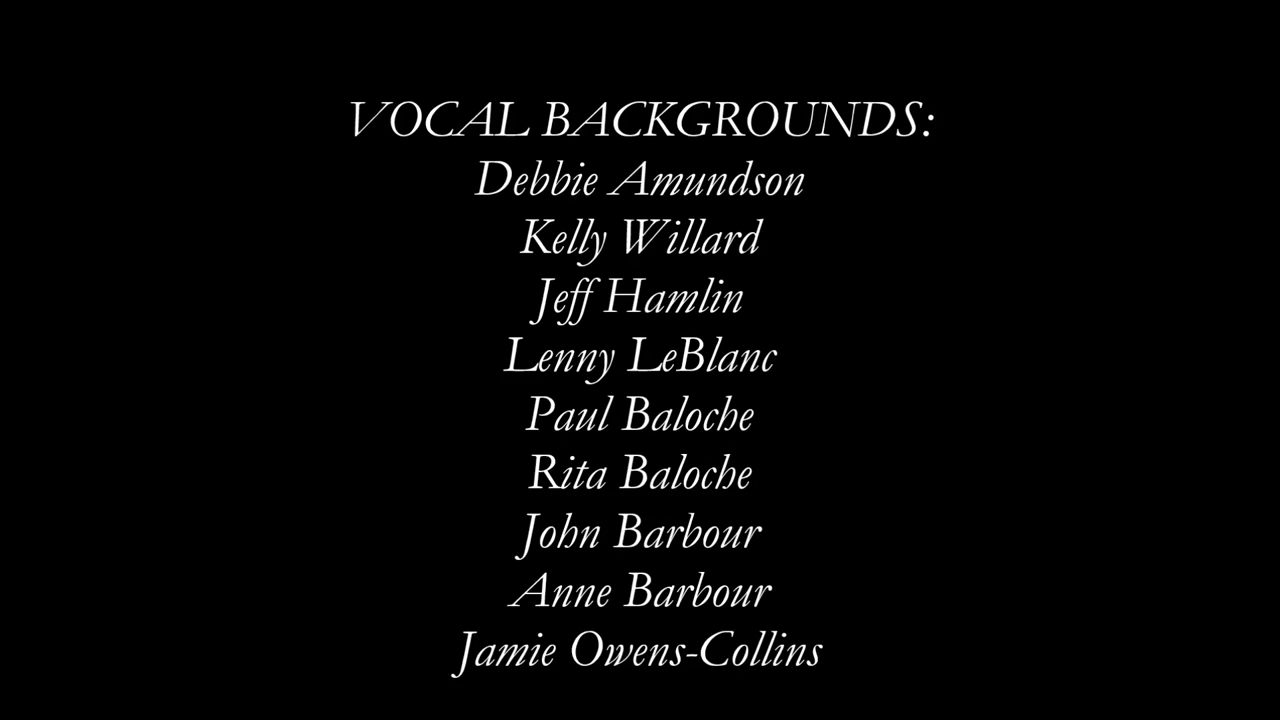 VOCAL BACKGROUNDS:
Debbie Amundson
Kelly Willard
Jeff Hamlin
Lenny LeBlanc
Paul Baloche
Rita Baloche
John Barbour
Anne Barbour
Jamie Owens-Collins